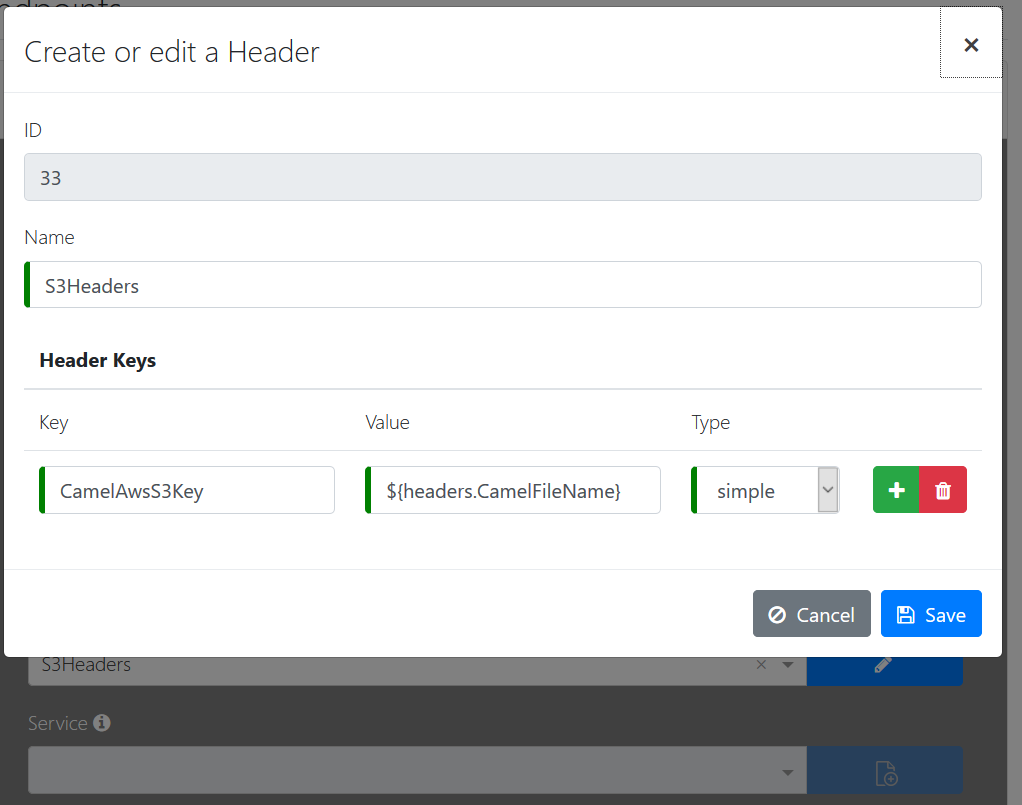 Create or edit a Header
ID
33
Name
S3Headers
Header Keys
Key Value Type
CamelAwsS3Key ${headers.CamelFileName} simple
Cancel Save
S3Headers
Service